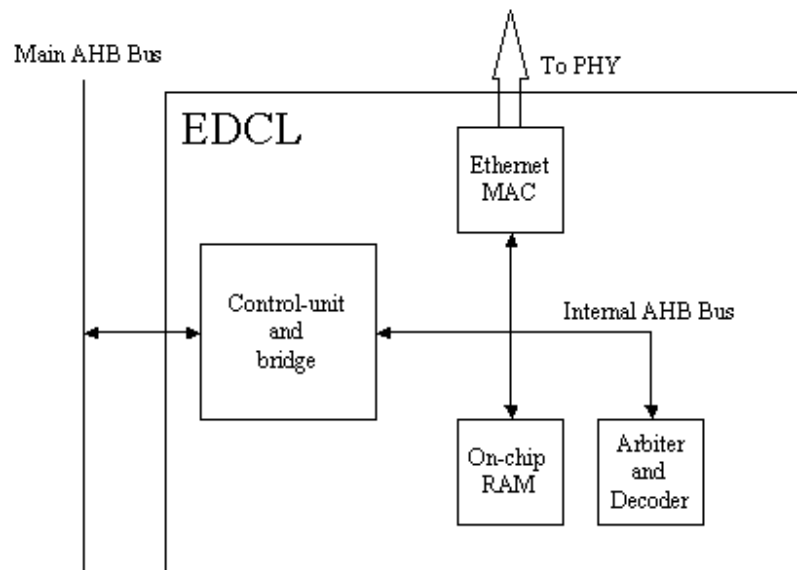 Main AHB Bus
To PHY
EDCL
Ethernet
MAC
Control-unit
and
bridge
Internal AHB Bus
On-chip
RAM
Arbiter
and
Decoder